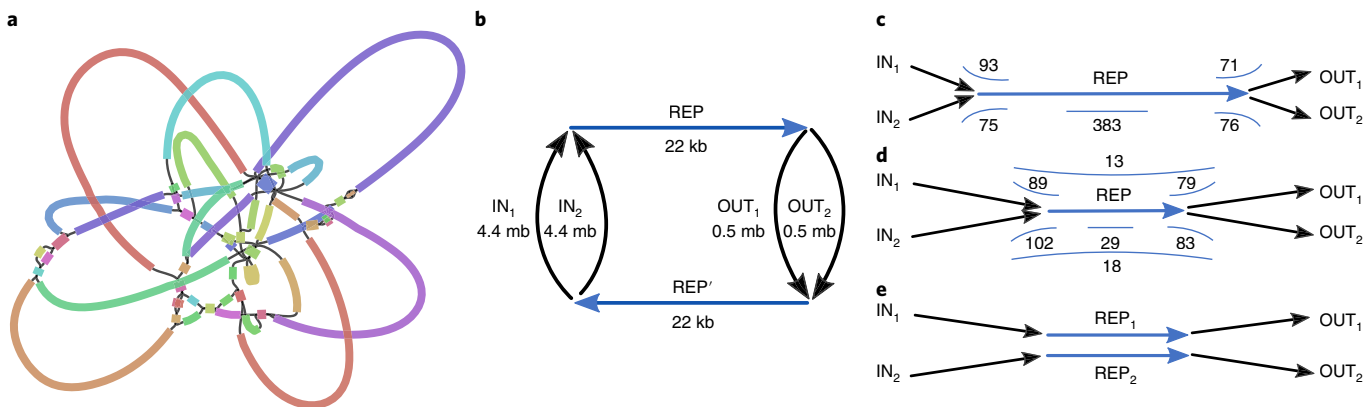 a
b
REP
22 kb
IN₁
4.4 mb
IN₂
4.4 mb
OUT₁
0.5 mb
OUT₂
0.5 mb
REP′
22 kb
c
IN₁
93
REP
71
OUT₁
IN₂
75
383
76
OUT₂
d
13
IN₁
89
REP
79
OUT₁
IN₂
102
29
83
OUT₂
18
e
IN₁
REP₁
OUT₁
IN₂
REP₂
OUT₂